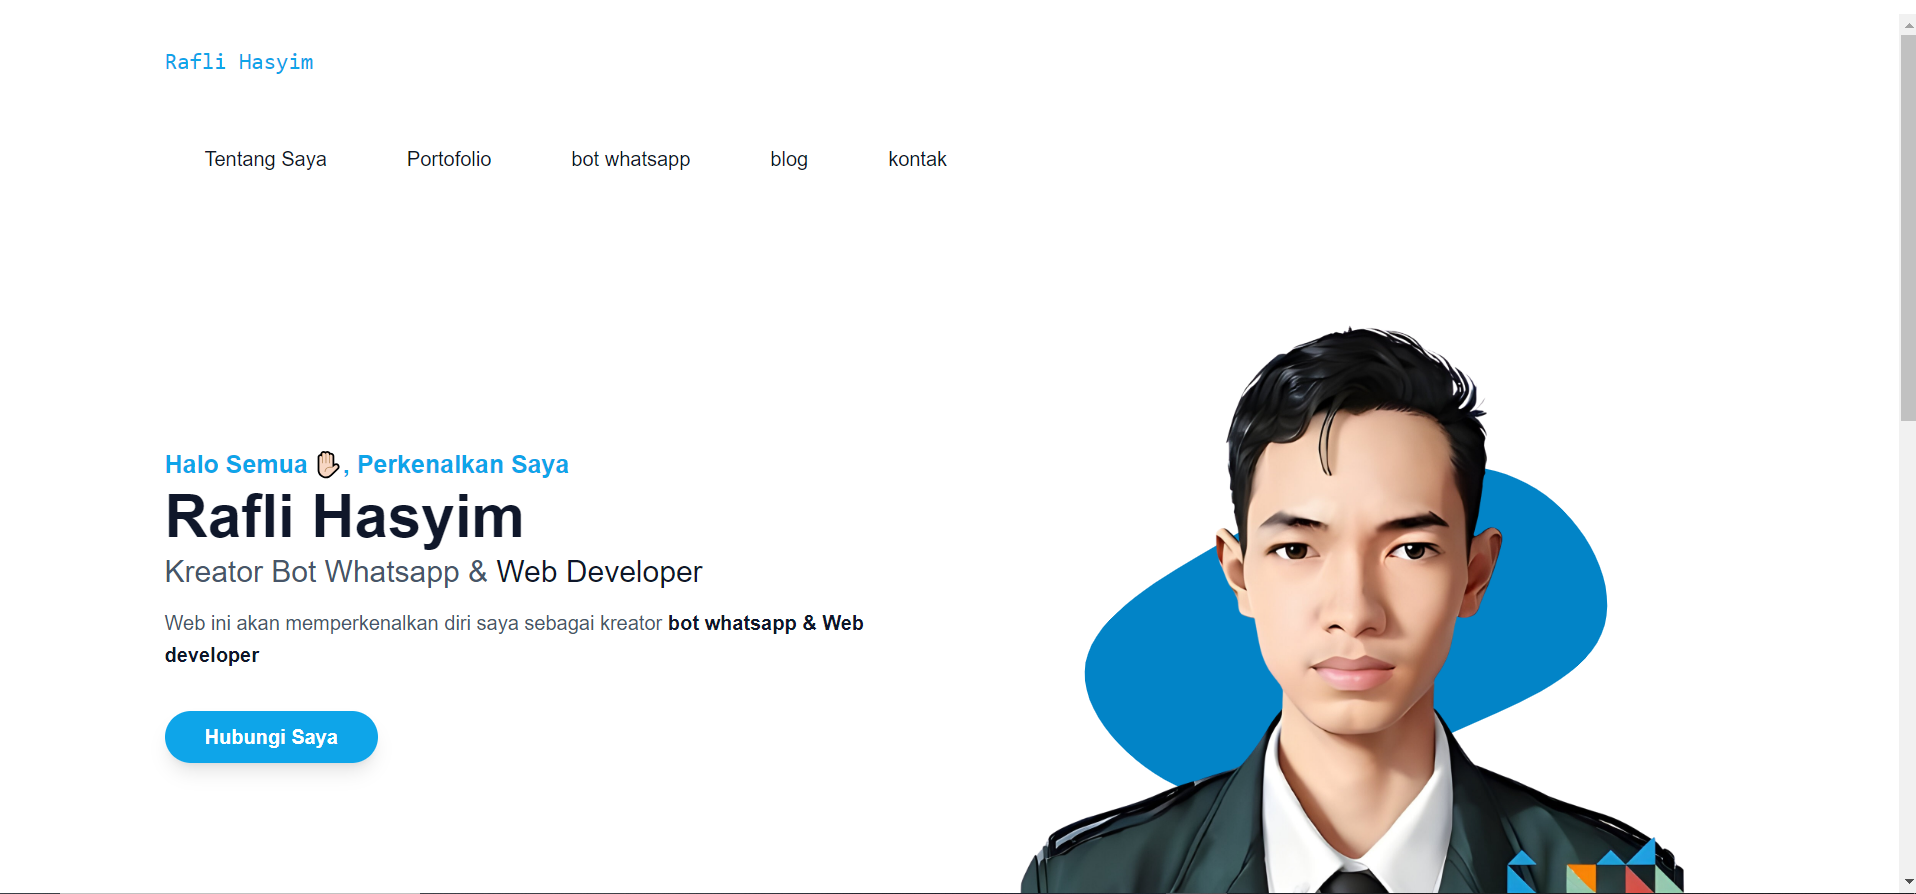 Rafli Hasyim
Tentang Saya Portofolio bot whatsapp blog kontak
Halo Semua ✋🏻, Perkenalkan Saya
Rafli Hasyim
Kreator Bot Whatsapp & Web Developer
Web ini akan memperkenalkan diri saya sebagai kreator bot whatsapp & Web
developer
Hubungi Saya